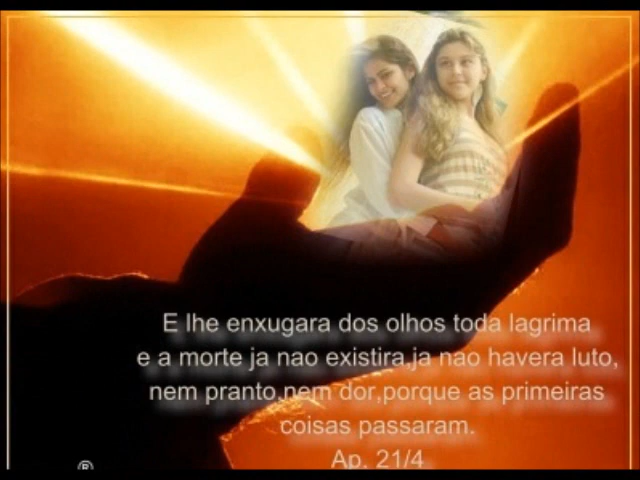 E lhe enxugara dos olhos toda lagrima
e a morte ja nao existira,ja nao havera luto,
nem pranto,nem dor,porque as primeiras
coisas passaram.
Ap. 21/4
®